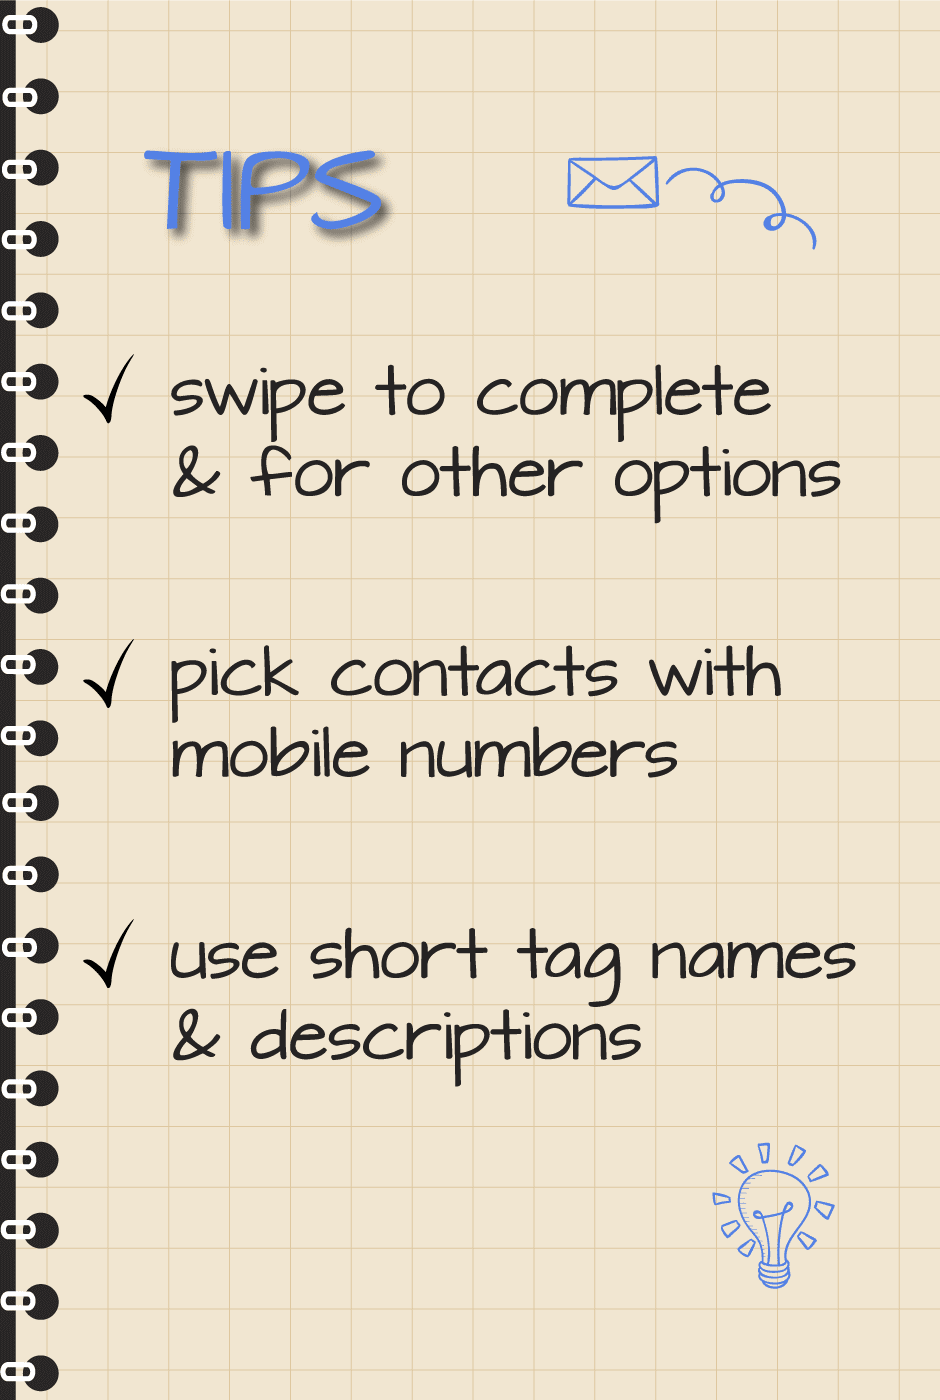 TIPS
swipe to complete
& for other options
pick contacts with
mobile numbers
use short tag names
& descriptions